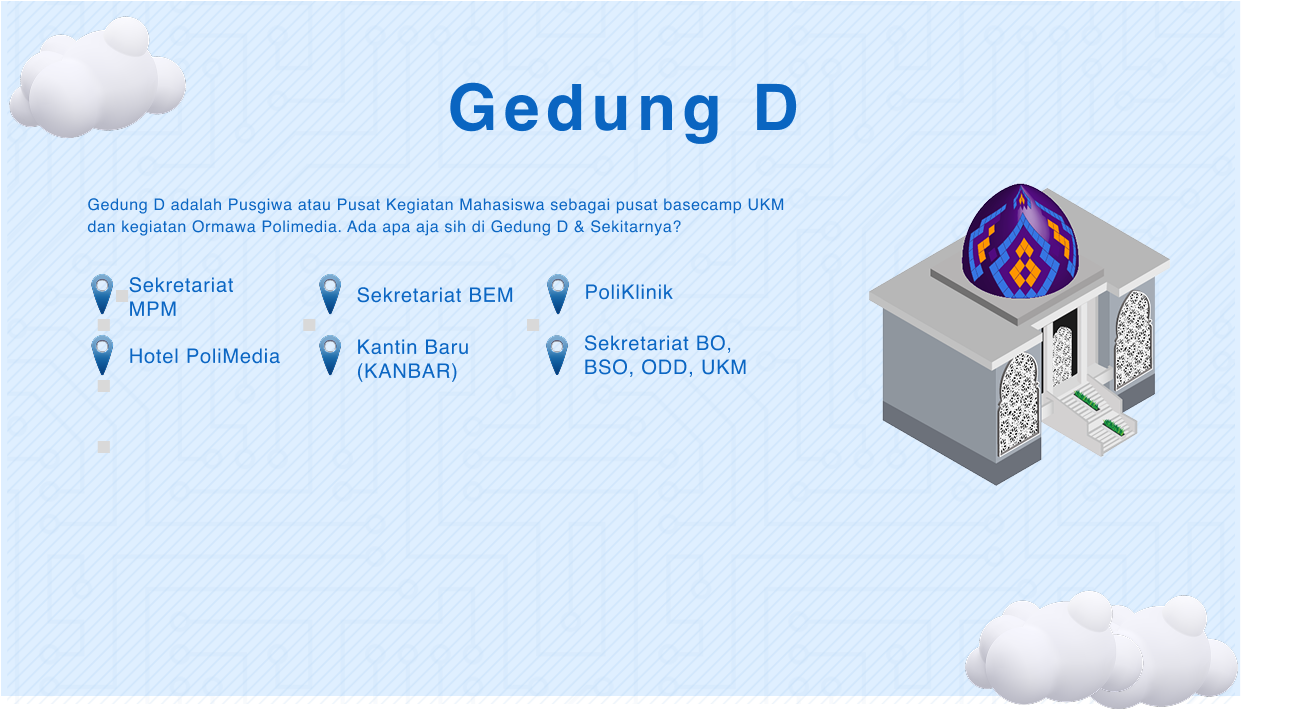 Gedung D
Gedung D adalah Pusgiwa atau Pusat Kegiatan Mahasiswa sebagai pusat basecamp UKM
dan kegiatan Ormawa Polimedia. Ada apa aja sih di Gedung D & Sekitarnya?
Sekretariat
MPM
Sekretariat BEM
PoliKlinik
Hotel PoliMedia
Kantin Baru
(KANBAR)
Sekretariat BO,
BSO, ODD, UKM